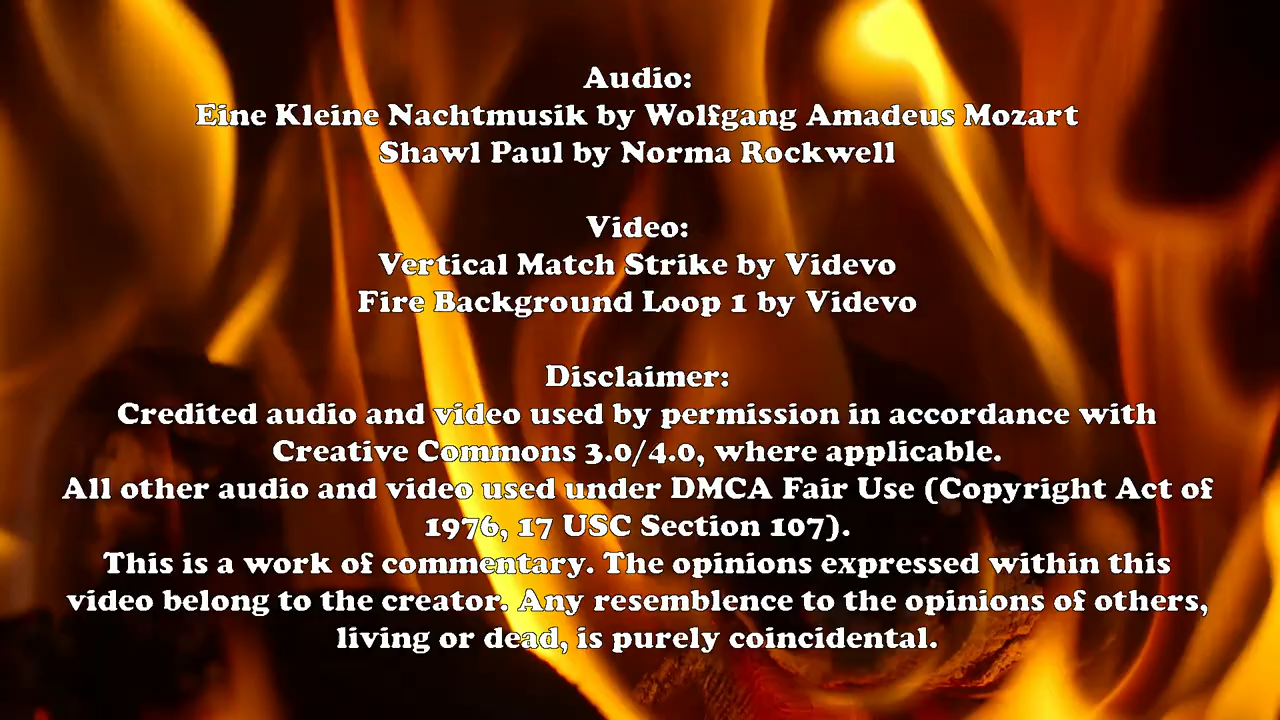 Audio:
Eine Kleine Nachtmusik by Wolfgang Amadeus Mozart
Shawl Paul by Norma Rockwell
Video:
Vertical Match Strike by Videvo
Fire Background Loop 1 by Videvo
Disclaimer:
Credited audio and video used by permission in accordance with
Creative Commons 3.0/4.0, where applicable.
All other audio and video used under DMCA Fair Use (Copyright Act of
1976, 17 USC Section 107).
This is a work of commentary. The opinions expressed within this
video belong to the creator. Any resemblence to the opinions of others,
living or dead, is purely coincidental.